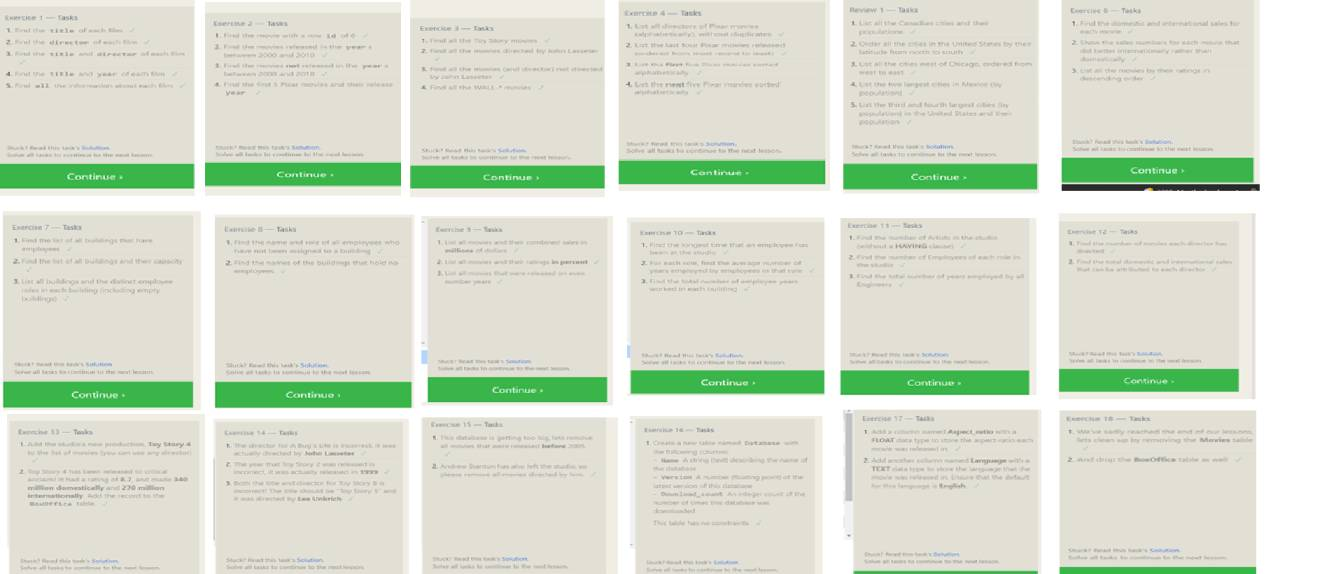 Exercise 1 — Tasks
1. Find the title of each film ✓
2. Find the director of each film ✓
3. Find the title and director of each film
✓
4. Find the title and year of each film ✓
5. Find all the information about each film ✓
Stuck? Read this task's Solution.
Solve all tasks to continue to the next lesson.
Continue ›
Exercise 2 — Tasks
1. Find the movie with a row id of 6 ✓
2. Find the movies released in the years
between 2000 and 2010 ✓
3. Find the movies not released in the years
between 2000 and 2010 ✓
4. Find the first 5 Pixar movies and their release
year ✓
Stuck? Read this task's Solution.
Solve all tasks to continue to the next lesson.
Continue ›
Exercise 3 — Tasks
1. Find all the Toy Story movies ✓
2. Find all the movies directed by John Lasseter
✓
3. Find all the movies (and director) not directed
by John Lasseter ✓
4. Find all the WALL-* movies ✓
Stuck? Read this task's Solution.
Solve all tasks to continue to the next lesson.
Continue ›
Exercise 4 — Tasks
1. List all directors of Pixar movies
(alphabetically), without duplicates ✓
2. List the last four Pixar movies released
(ordered from most recent to least) ✓
3. List the first five Pixar movies sorted
alphabetically ✓
4. List the next five Pixar movies sorted
alphabetically ✓
Stuck? Read this task's Solution.
Solve all tasks to continue to the next lesson.
Continue ›
Review 1 — Tasks
1. List all the Canadian cities and their
populations ✓
2. Order all the cities in the United States by their
latitude from north to south ✓
3. List all the cities west of Chicago, ordered from
west to east ✓
4. List the two largest cities in Mexico (by
population) ✓
5. List the third and fourth largest cities (by
population) in the United States and their
population ✓
Stuck? Read this task's Solution.
Solve all tasks to continue to the next lesson.
Continue ›
Exercise 6 — Tasks
1. Find the domestic and international sales for
each movie ✓
2. Show the sales numbers for each movie that
did better internationally rather than
domestically ✓
3. List all the movies by their ratings in
descending order ✓
Stuck? Read this task's Solution.
Solve all tasks to continue to the next lesson.
Continue ›
Exercise 7 — Tasks
1. Find the list of all buildings that have
employees ✓
2. Find the list of all buildings and their capacity
✓
3. List all buildings and the distinct employee
roles in each building (including empty
buildings) ✓
Stuck? Read this task's Solution.
Solve all tasks to continue to the next lesson.
Continue ›
Exercise 8 — Tasks
1. Find the name and role of all employees who
have not been assigned to a building ✓
2. Find the names of the buildings that hold no
employees ✓
Stuck? Read this task's Solution.
Solve all tasks to continue to the next lesson.
Continue ›
Exercise 9 — Tasks
1. List all movies and their combined sales in
millions of dollars ✓
2. List all movies and their ratings in percent ✓
3. List all movies that were released on even
number years ✓
Stuck? Read this task's Solution.
Solve all tasks to continue to the next lesson.
Continue ›
Exercise 10 — Tasks
1. Find the longest time that an employee has
been in the studio ✓
2. For each role, find the average number of
years employed by employees in that role ✓
3. Find the total number of employee years
worked in each building ✓
Stuck? Read this task's Solution.
Solve all tasks to continue to the next lesson.
Continue ›
Exercise 11 — Tasks
1. Find the number of Artists in the studio
(without a HAVING clause) ✓
2. Find the number of Employees of each role in
the studio ✓
3. Find the total number of years employed by all
Engineers ✓
Stuck? Read this task's Solution.
Solve all tasks to continue to the next lesson.
Continue ›
Exercise 12 — Tasks
1. Find the number of movies each director has
directed ✓
2. Find the total domestic and international sales
that can be attributed to each director ✓
Stuck? Read this task's Solution.
Solve all tasks to continue to the next lesson.
Continue ›
Exercise 13 — Tasks
1. Add the studio's new production, Toy Story 4
to the list of movies (you can use any director)
✓
2. Toy Story 4 has been released to critical
acclaim! It had a rating of 8.7, and made 340
million domestically and 270 million
internationally. Add the record to the
BoxOffice table. ✓
Stuck? Read this task's Solution.
Solve all tasks to continue to the next lesson.
Exercise 14 — Tasks
1. The director for A Bug's Life is incorrect, it was
actually directed by John Lasseter ✓
2. The year that Toy Story 2 was released is
incorrect, it was actually released in 1999 ✓
3. Both the title and director for Toy Story 8 is
incorrect! The title should be "Toy Story 3" and
it was directed by Lee Unkrich ✓
Stuck? Read this task's Solution.
Solve all tasks to continue to the next lesson.
Exercise 15 — Tasks
1. This database is getting too big, lets remove
all movies that were released before 2005.
✓
2. Andrew Stanton has also left the studio, so
please remove all movies directed by him. ✓
Stuck? Read this task's Solution.
Solve all tasks to continue to the next lesson.
Exercise 16 — Tasks
1. Create a new table named Database with
the following columns:
– Name A string (text) describing the name of
the database
– Version A number (floating point) of the
latest version of this database
– Download_count An integer count of the
number of times this database was
downloaded
This table has no constraints. ✓
Stuck? Read this task's Solution.
Solve all tasks to continue to the next lesson.
Exercise 17 — Tasks
1. Add a column named Aspect_ratio with a
FLOAT data type to store the aspect-ratio each
movie was released in. ✓
2. Add another column named Language with a
TEXT data type to store the language that the
movie was released in. Ensure that the default
for this language is English. ✓
Stuck? Read this task's Solution.
Solve all tasks to continue to the next lesson.
Exercise 18 — Tasks
1. We've sadly reached the end of our lessons,
lets clean up by removing the Movies table
✓
2. And drop the BoxOffice table as well ✓
Stuck? Read this task's Solution.
Solve all tasks to continue to the next lesson.